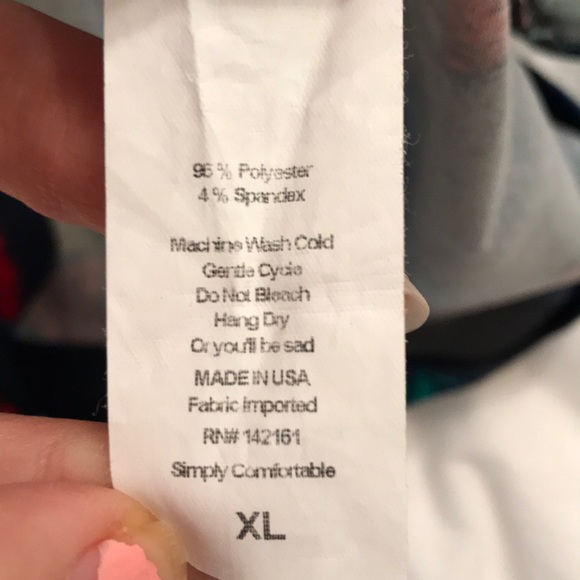 96 % Polyester
4 % Spandex
Machine Wash Cold
Gentle Cycle
Do Not Bleach
Hang Dry
Or you'll be sad
MADE IN USA
Fabric Imported
RN# 142161
Simply Comfortable
XL